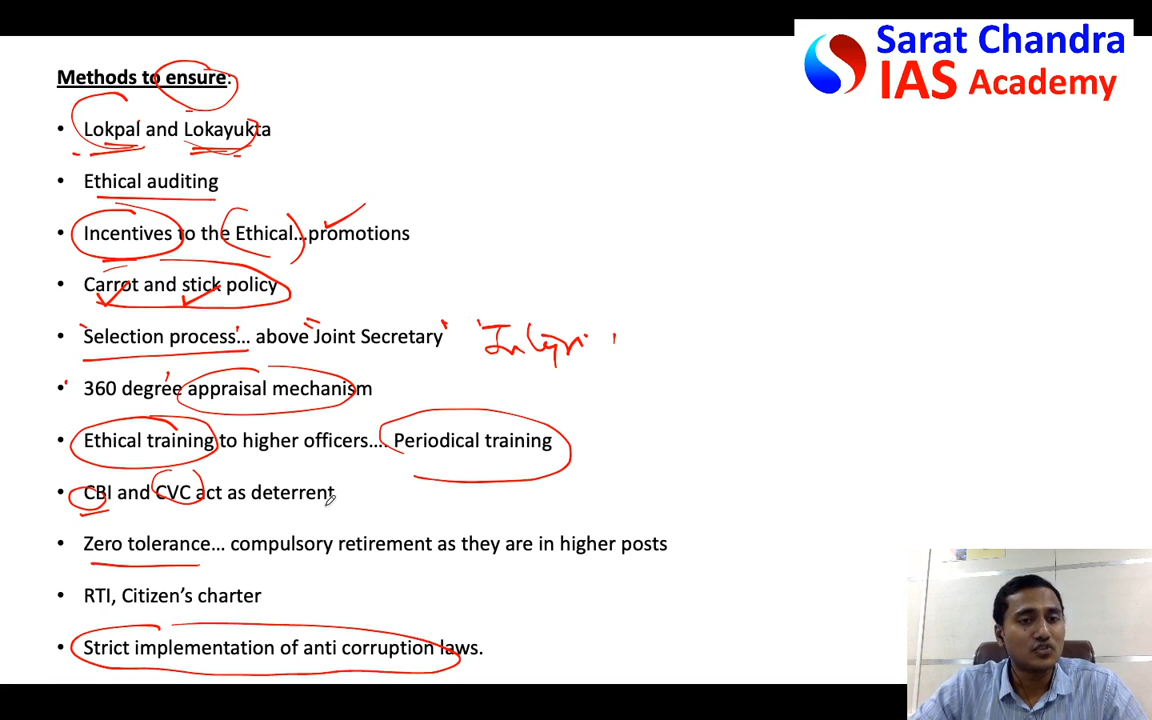 Sarat Chandra
IAS Academy
Methods to ensure:
• Lokpal and Lokayukta
• Ethical auditing
• Incentives to the Ethical...promotions
• Carrot and stick policy
• Selection process... above Joint Secretary
• 360 degree appraisal mechanism
• Ethical training to higher officers.... Periodical training
• CBI and CVC act as deterrent
• Zero tolerance... compulsory retirement as they are in higher posts
• RTI, Citizen's charter
• Strict implementation of anti corruption laws.